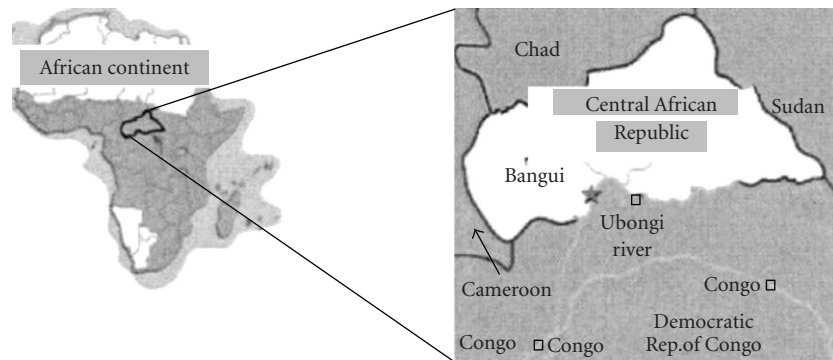 African continent
Chad
Central African
Republic
Sudan
Bangui
Ubongi
river
Cameroon
Congo
Democratic
Rep.of Congo
Congo
Congo